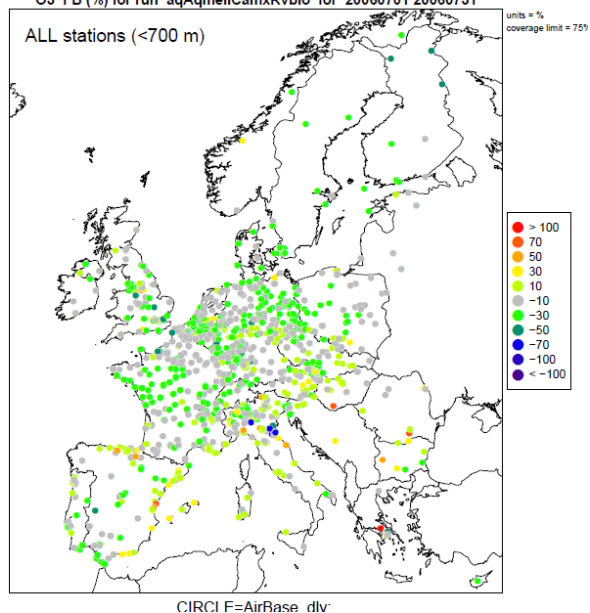 ALL stations (<700 m)
units = %
coverage limit = 75%
> 100
70
50
30
10
−10
−30
−50
−70
−100
< −100
CIRCLE=AirBase_dly;